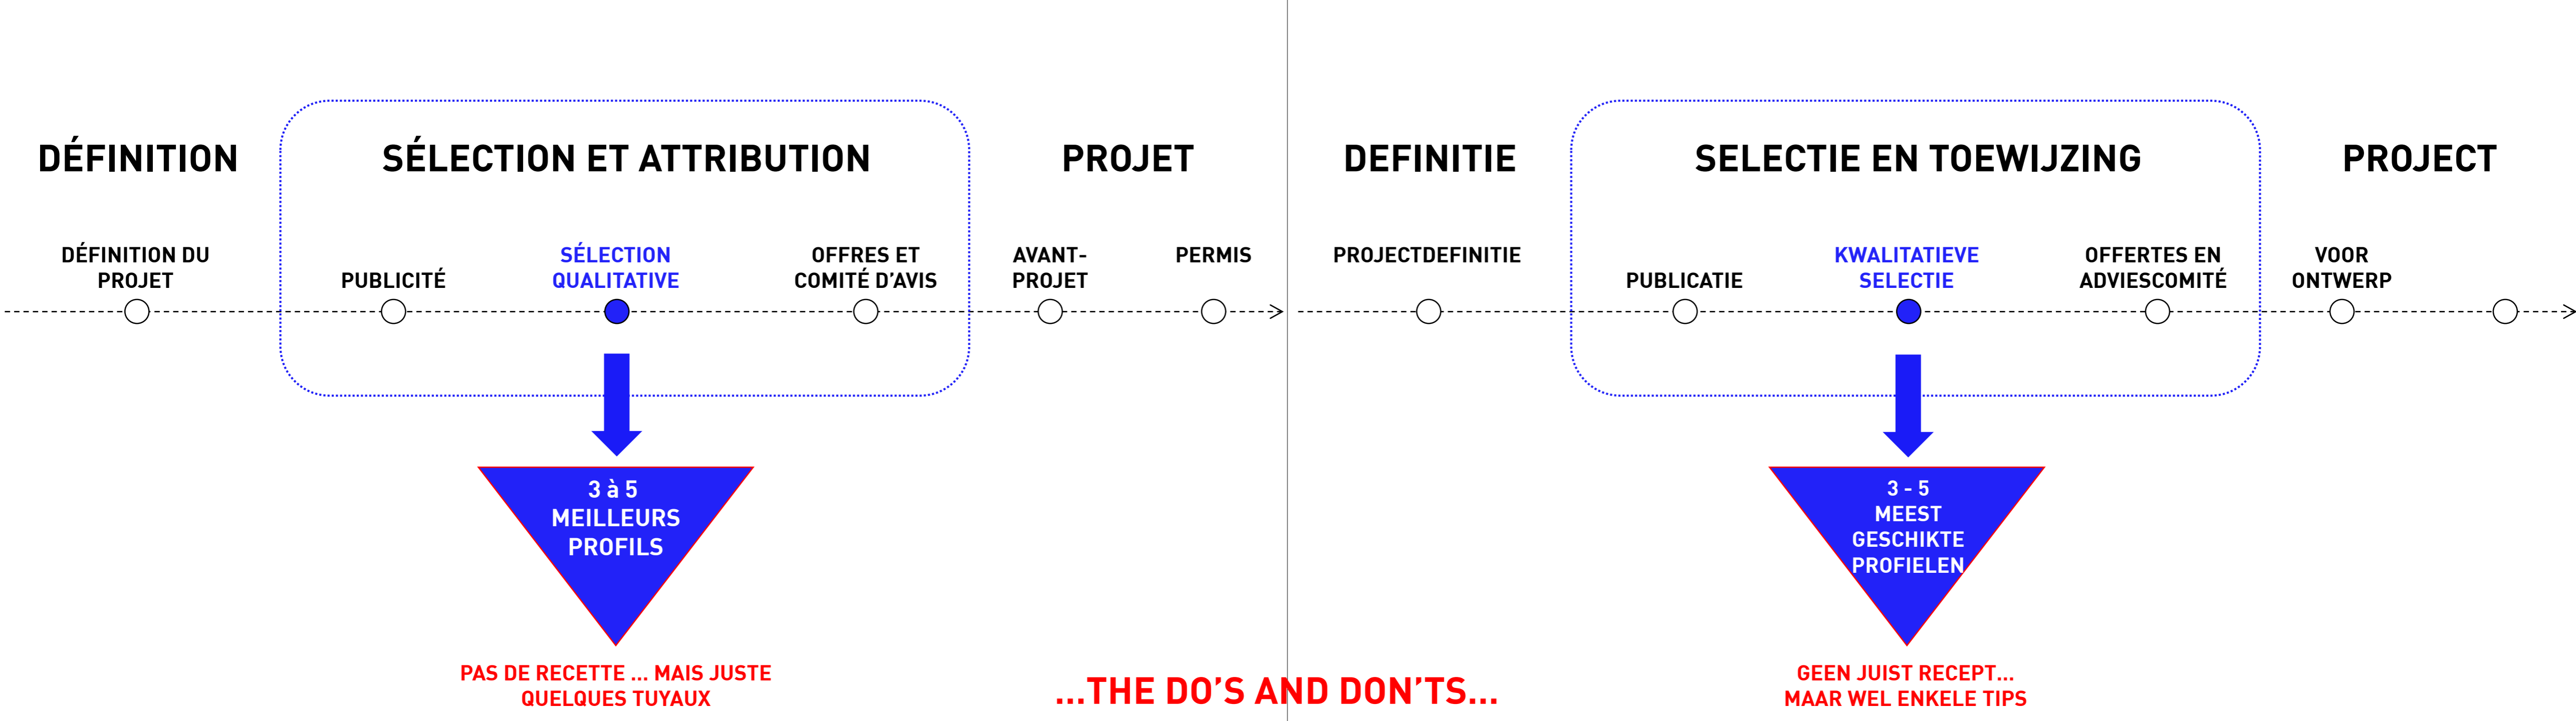 DÉFINITION
SÉLECTION ET ATTRIBUTION
PROJET
DÉFINITION DU
PROJET
PUBLICITÉ
SÉLECTION
QUALITATIVE
OFFRES ET
COMITÉ D’AVIS
AVANT-
PROJET
PERMIS
3 à 5
MEILLEURS
PROFILS
PAS DE RECETTE ... MAIS JUSTE
QUELQUES TUYAUX
DEFINITIE
SELECTIE EN TOEWIJZING
PROJECT
PROJECTDEFINITIE
PUBLICATIE
KWALITATIEVE
SELECTIE
OFFERTES EN
ADVIESCOMITÉ
VOOR
ONTWERP
3 - 5
MEEST
GESCHIKTE
PROFIELEN
GEEN JUIST RECEPT...
MAAR WEL ENKELE TIPS
...THE DO’S AND DON’TS...